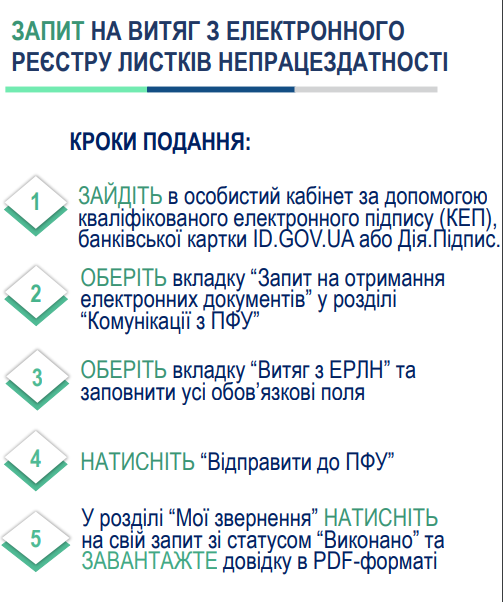 ЗАПИТ НА ВИТЯГ З ЕЛЕКТРОННОГО
РЕЄСТРУ ЛИСТКІВ НЕПРАЦЕЗДАТНОСТІ
КРОКИ ПОДАННЯ:
1
ЗАЙДІТЬ в особистий кабінет за допомогою
кваліфікованого електронного підпису (КЕП),
банківської картки ID.GOV.UA або Дія.Підпис.
2
ОБЕРІТЬ вкладку “Запит на отримання
електронних документів” у розділі
“Комунікації з ПФУ”
3
ОБЕРІТЬ вкладку “Витяг з ЕРЛН” та
заповнити усі обов’язкові поля
4
НАТИСНІТЬ “Відправити до ПФУ”
5
У розділі “Мої звернення” НАТИСНІТЬ
на свій запит зі статусом “Виконано” та
ЗАВАНТАЖТЕ довідку в PDF-форматі